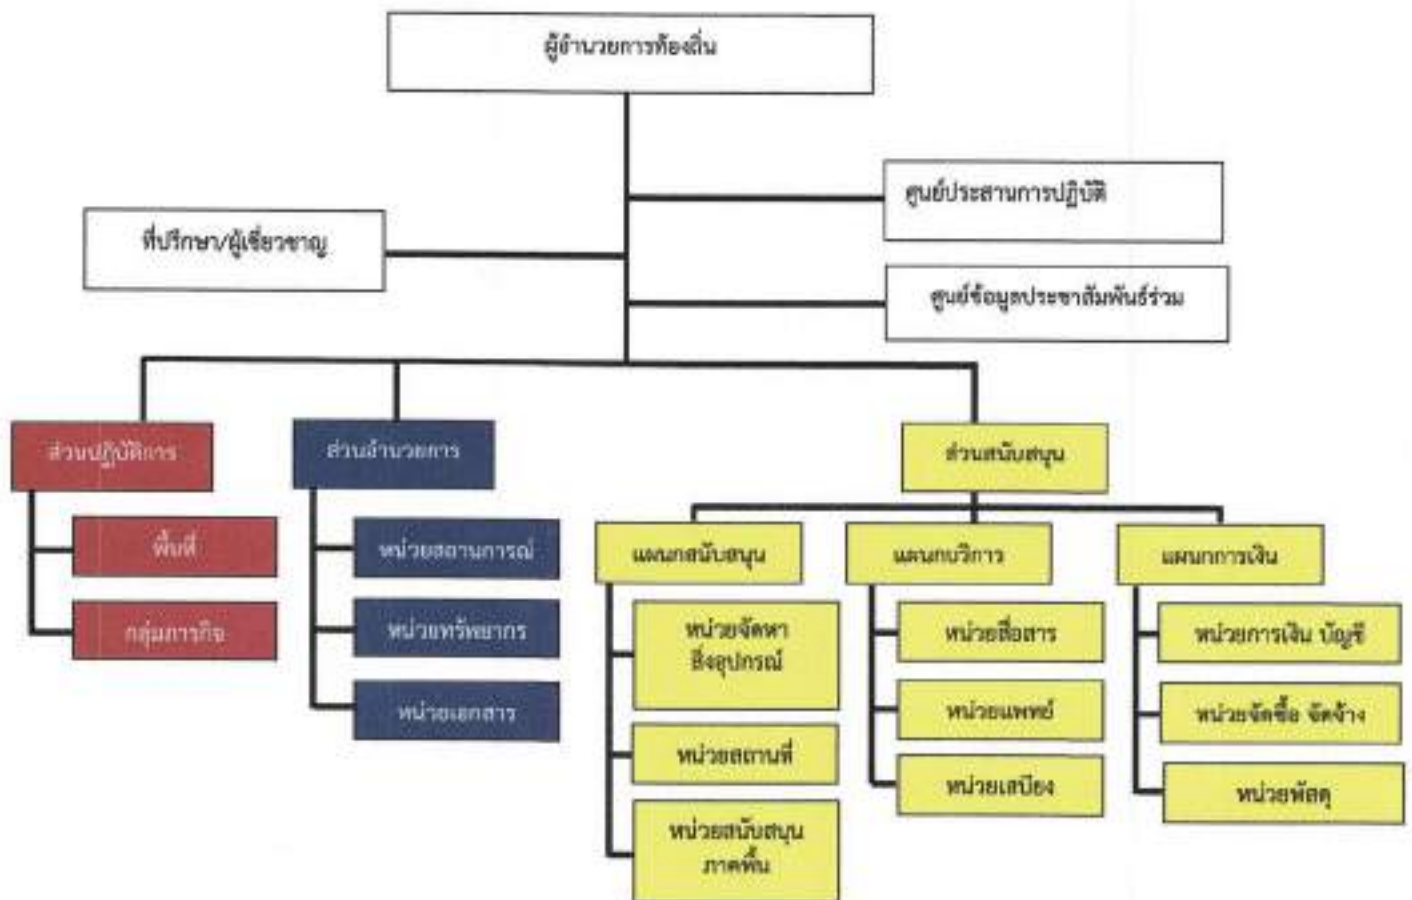 ผู้อำนวยการท้องถิ่น
ศูนย์ประสานการปฏิบัติ
ที่ปรึกษา/ผู้เชี่ยวชาญ
ศูนย์ข้อมูลประชาสัมพันธ์ร่วม
ส่วนปฏิบัติการ
ส่วนอำนวยการ
ส่วนสนับสนุน
พื้นที่
กลุ่มภารกิจ
หน่วยสถานการณ์
หน่วยทรัพยากร
หน่วยเอกสาร
แผนกสนับสนุน
แผนกบริการ
แผนกการเงิน
หน่วยจัดหา
สิ่งอุปกรณ์
หน่วยสถานที่
หน่วยสนับสนุน
ภาคพื้น
หน่วยสื่อสาร
หน่วยแพทย์
หน่วยเสบียง
หน่วยการเงิน บัญชี
หน่วยจัดซื้อ จัดจ้าง
หน่วยพัสดุ